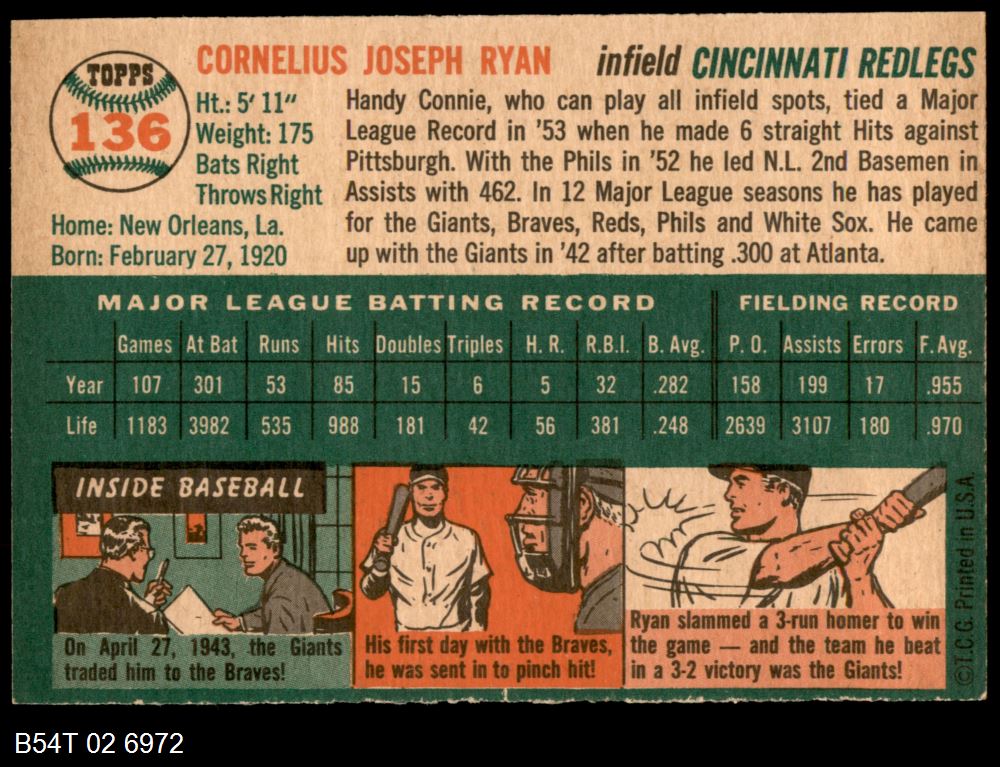 TOPPS
136
CORNELIUS JOSEPH RYAN infield CINCINNATI REDLEGS
Ht.: 5' 11"
Weight: 175
Bats Right
Throws Right
Home: New Orleans, La.
Born: February 27, 1920
Handy Connie, who can play all infield spots, tied a Major
League Record in '53 when he made 6 straight Hits against
Pittsburgh. With the Phils in '52 he led N.L. 2nd Basemen in
Assists with 462. In 12 Major League seasons he has played
for the Giants, Braves, Reds, Phils and White Sox. He came
up with the Giants in '42 after batting .300 at Atlanta.
MAJOR LEAGUE BATTING RECORD FIELDING RECORD
Games At Bat Runs Hits Doubles Triples H. R. R.B.I. B. Avg. P. O. Assists Errors F. Avg.
Year 107 301 53 85 15 6 5 32 .282 158 199 17 .955
Life 1183 3982 535 988 181 42 56 381 .248 2639 3107 180 .970
INSIDE BASEBALL
On April 27, 1943, the Giants
traded him to the Braves!
His first day with the Braves,
he was sent in to pinch hit!
Ryan slammed a 3-run homer to win
the game — and the team he beat
in a 3-2 victory was the Giants!
©T.C.G. Printed in U.S.A.
B54T 02 6972